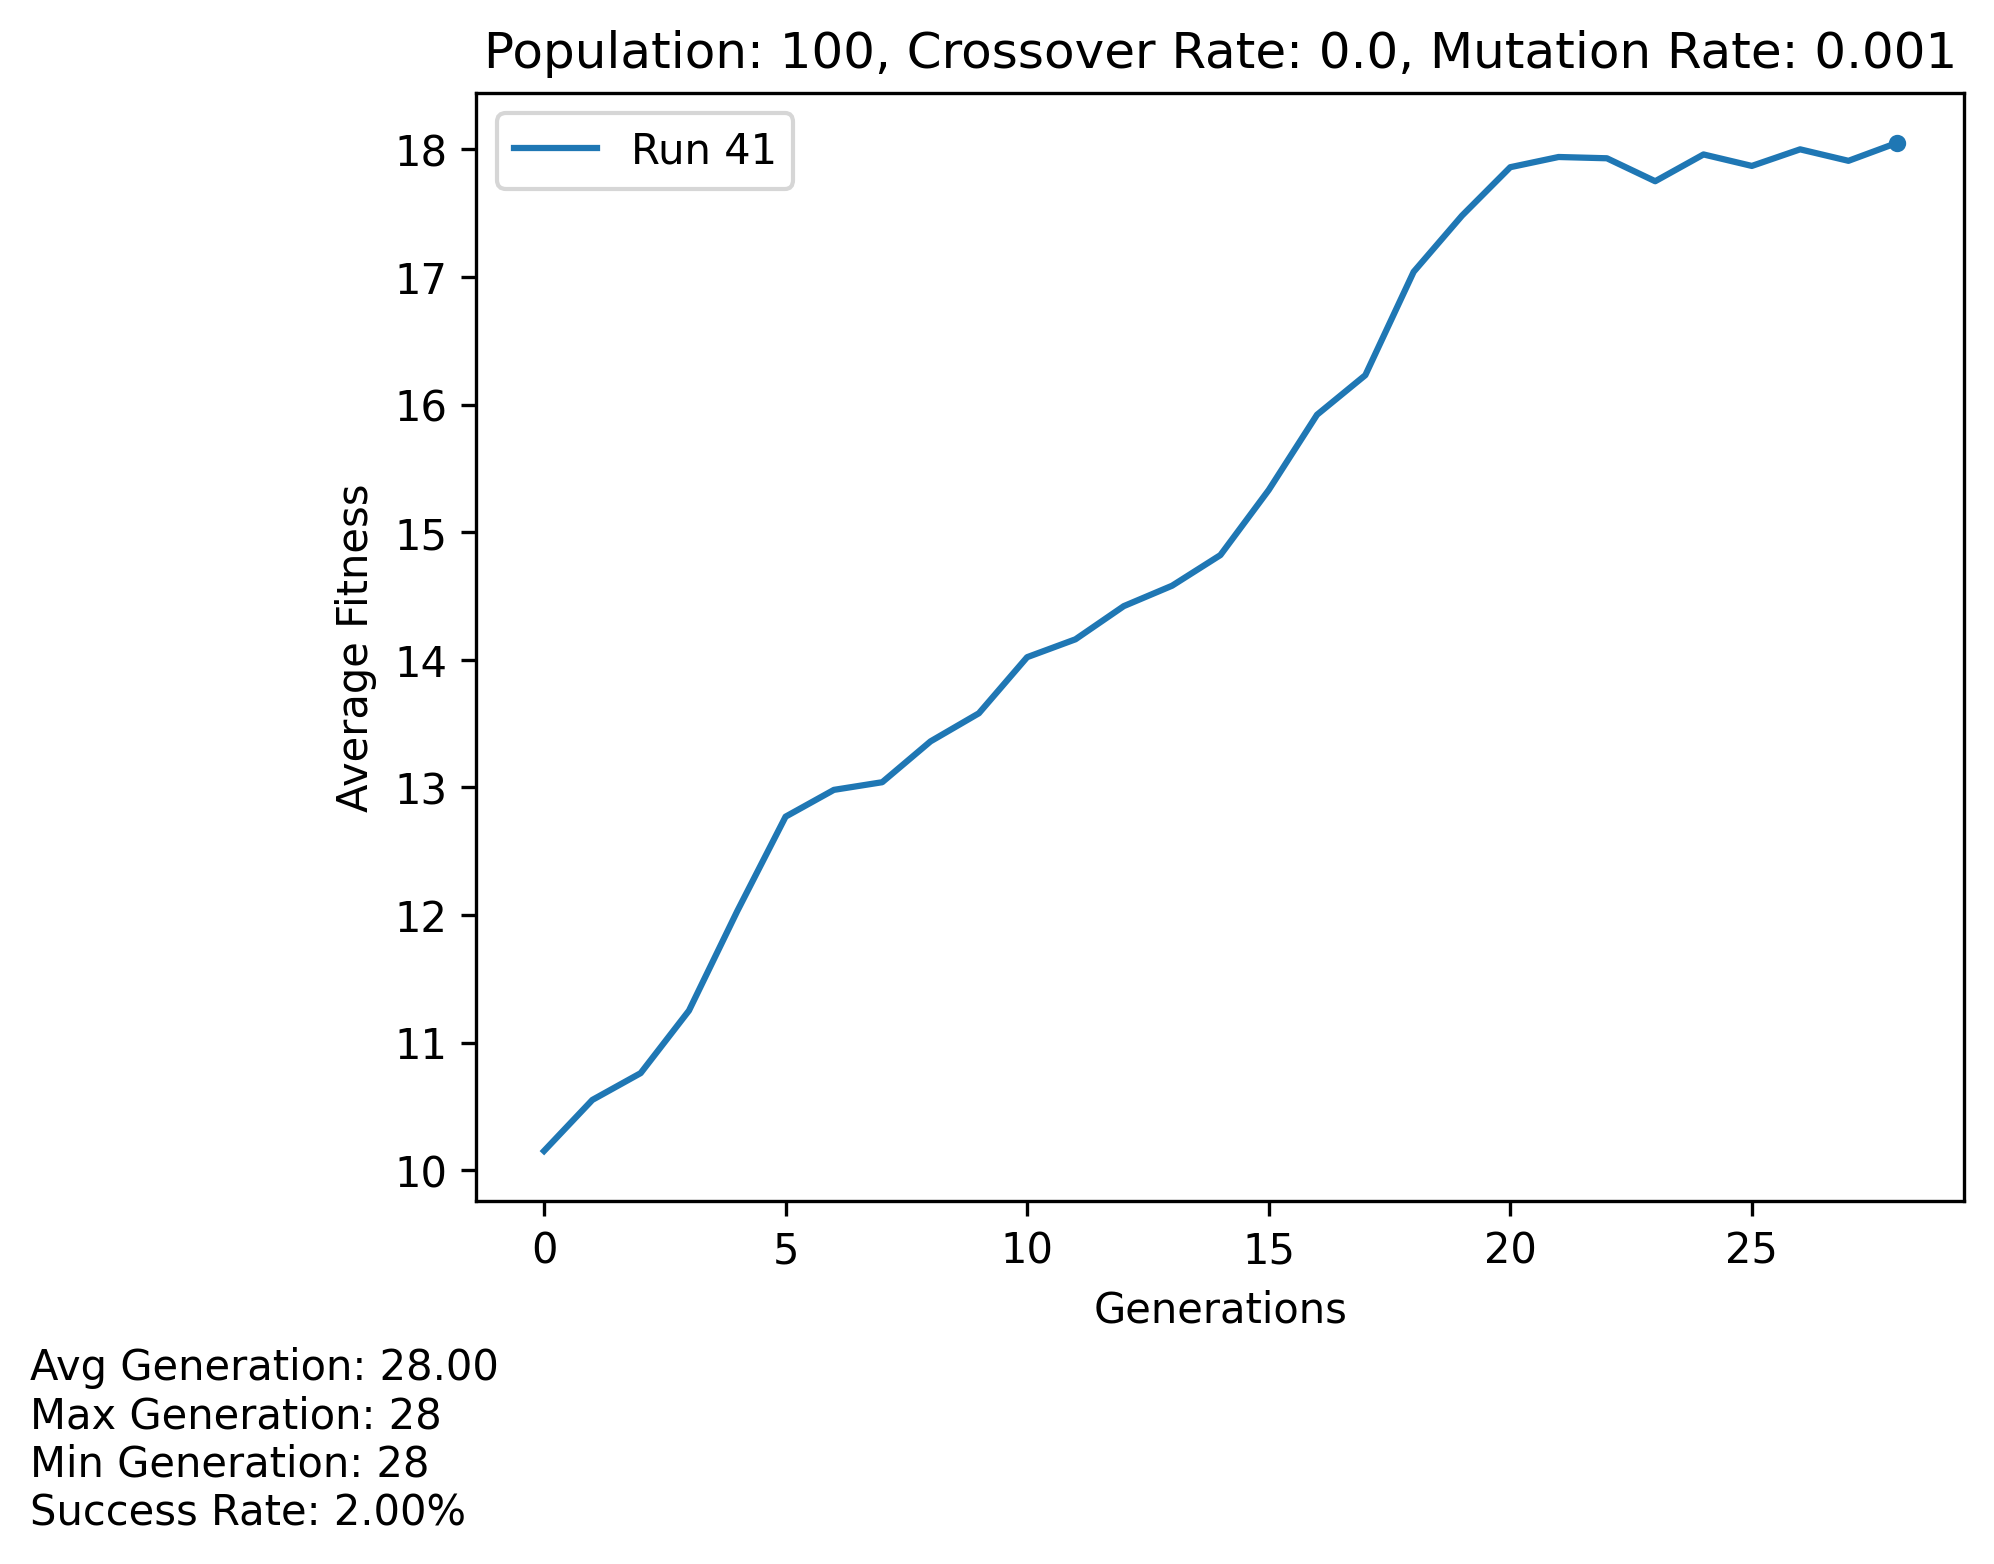 Population: 100, Crossover Rate: 0.0, Mutation Rate: 0.001
Run 41
18
17
16
15
14
13
12
11
10
Average Fitness
0 5 10 15 20 25
Generations
Avg Generation: 28.00
Max Generation: 28
Min Generation: 28
Success Rate: 2.00%